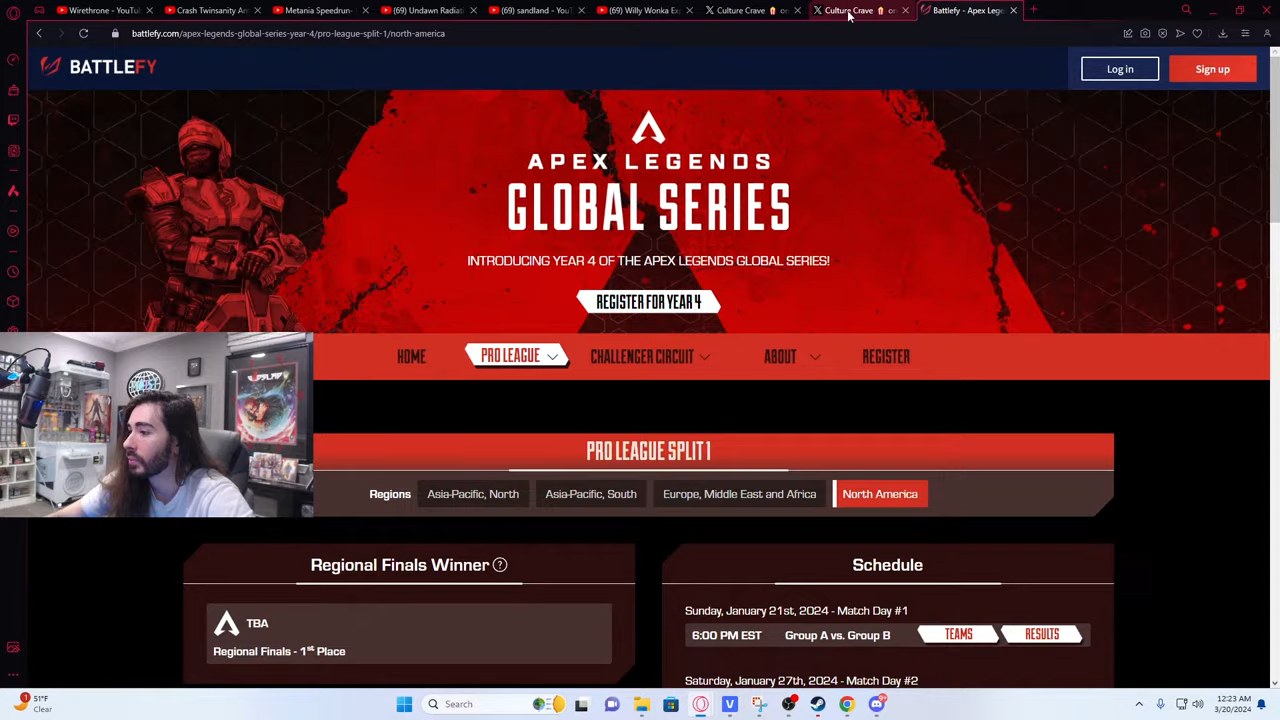 Wirethrone - YouTu
Crash Twinsanity An
Metania Speedrun -
(69) Undawn Radiati
(69) sandland - YouT
(69) Willy Wonka Ex
Culture Crave 🍿 on
Culture Crave 🍿 on
Battlefy - Apex Lege
battlefy.com/apex-legends-global-series-year-4/pro-league-split-1/north-america
BATTLEFY
Log in
Sign up
APEX LEGENDS
GLOBAL SERIES
INTRODUCING YEAR 4 OF THE APEX LEGENDS GLOBAL SERIES!
REGISTER FOR YEAR 4
HOME
PRO LEAGUE
CHALLENGER CIRCUIT
ABOUT
REGISTER
PRO LEAGUE SPLIT 1
Regions
Asia-Pacific, North
Asia-Pacific, South
Europe, Middle East and Africa
North America
Regional Finals Winner ?
TBA
Regional Finals - 1st Place
Schedule
Sunday, January 21st, 2024 - Match Day #1
6:00 PM EST
Group A vs. Group B
TEAMS
RESULTS
Saturday, January 27th, 2024 - Match Day #2
51°F
Clear
Search
12:23 AM
3/20/2024